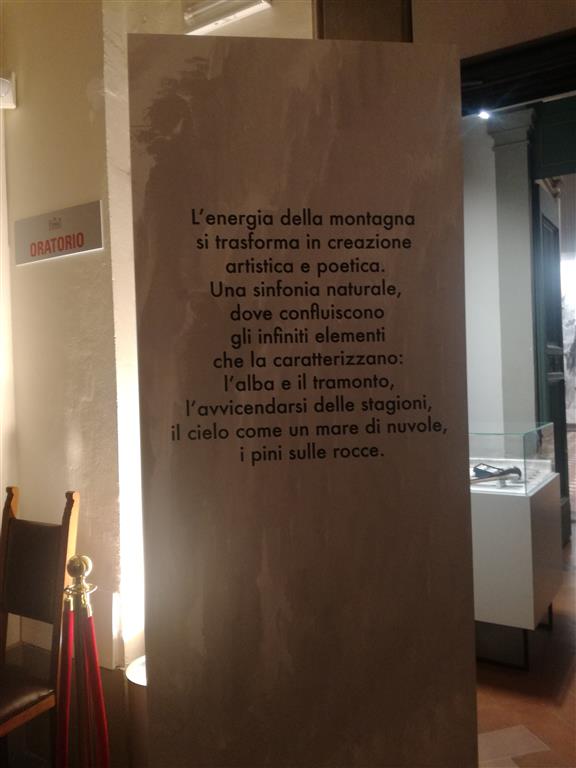 ORATORIO
L'energia della montagna
si trasforma in creazione
artistica e poetica.
Una sinfonia naturale,
dove confluiscono
gli infiniti elementi
che la caratterizzano:
l'alba e il tramonto,
l'avvicendarsi delle stagioni,
il cielo come un mare di nuvole,
i pini sulle rocce.